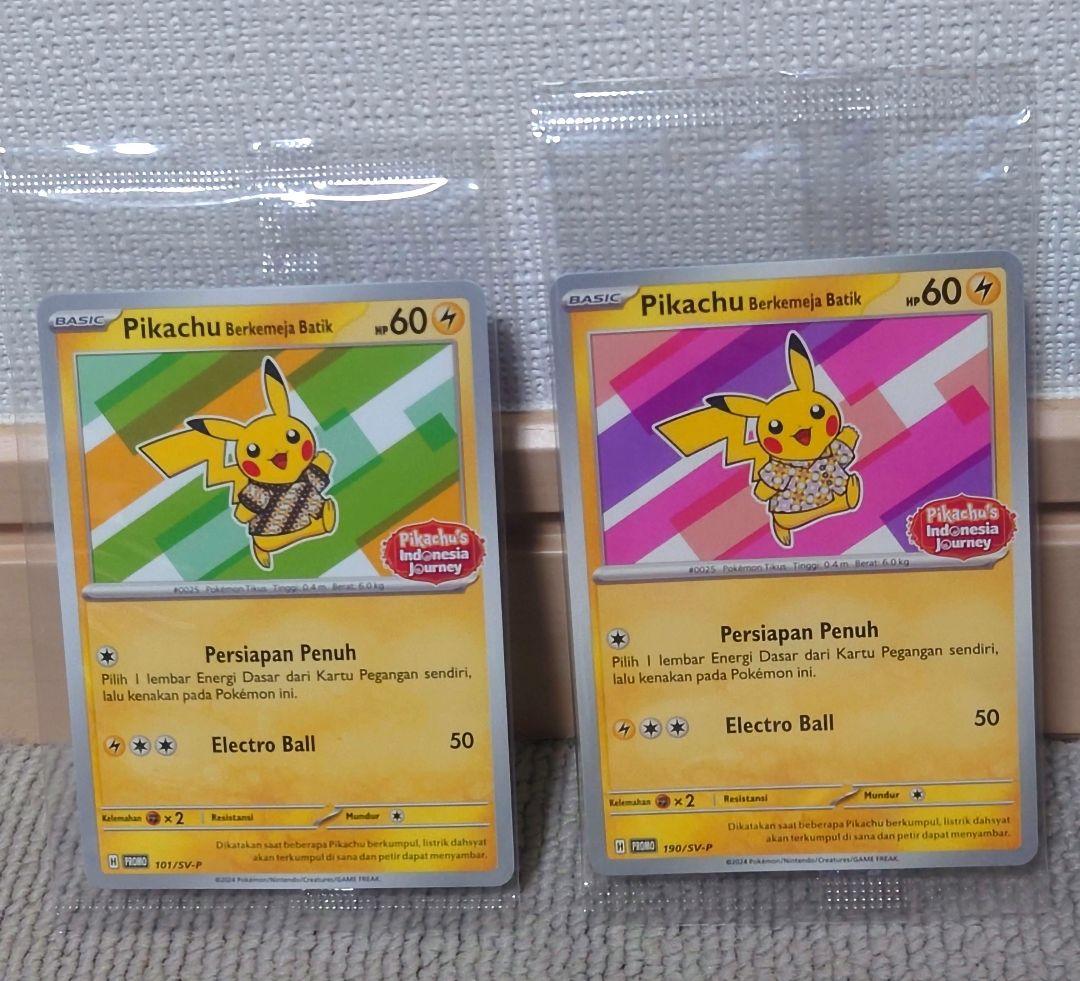 BASIC Pikachu Berkemeja Batik HP 60
Pikachu's
Indonesia
Journey
#0025 Pokémon Tikus Tinggi: 0.4 m Berat: 6.0 kg
Persiapan Penuh
Pilih 1 lembar Energi Dasar dari Kartu Pegangan sendiri,
lalu kenakan pada Pokémon ini.
Electro Ball 50
Kelemahan ×2 Resistansi Mundur
Dikatakan saat beberapa Pikachu berkumpul, listrik dahsyat
akan terkumpul di sana dan petir dapat menyambar.
H PROMO 101/SV-P
©2024 Pokémon/Nintendo/Creatures/GAME FREAK.
BASIC Pikachu Berkemeja Batik HP 60
Pikachu's
Indonesia
Journey
#0025 Pokémon Tikus Tinggi: 0.4 m Berat: 6.0 kg
Persiapan Penuh
Pilih 1 lembar Energi Dasar dari Kartu Pegangan sendiri,
lalu kenakan pada Pokémon ini.
Electro Ball 50
Kelemahan ×2 Resistansi Mundur
Dikatakan saat beberapa Pikachu berkumpul, listrik dahsyat
akan terkumpul di sana dan petir dapat menyambar.
H PROMO 190/SV-P
©2024 Pokémon/Nintendo/Creatures/GAME FREAK.